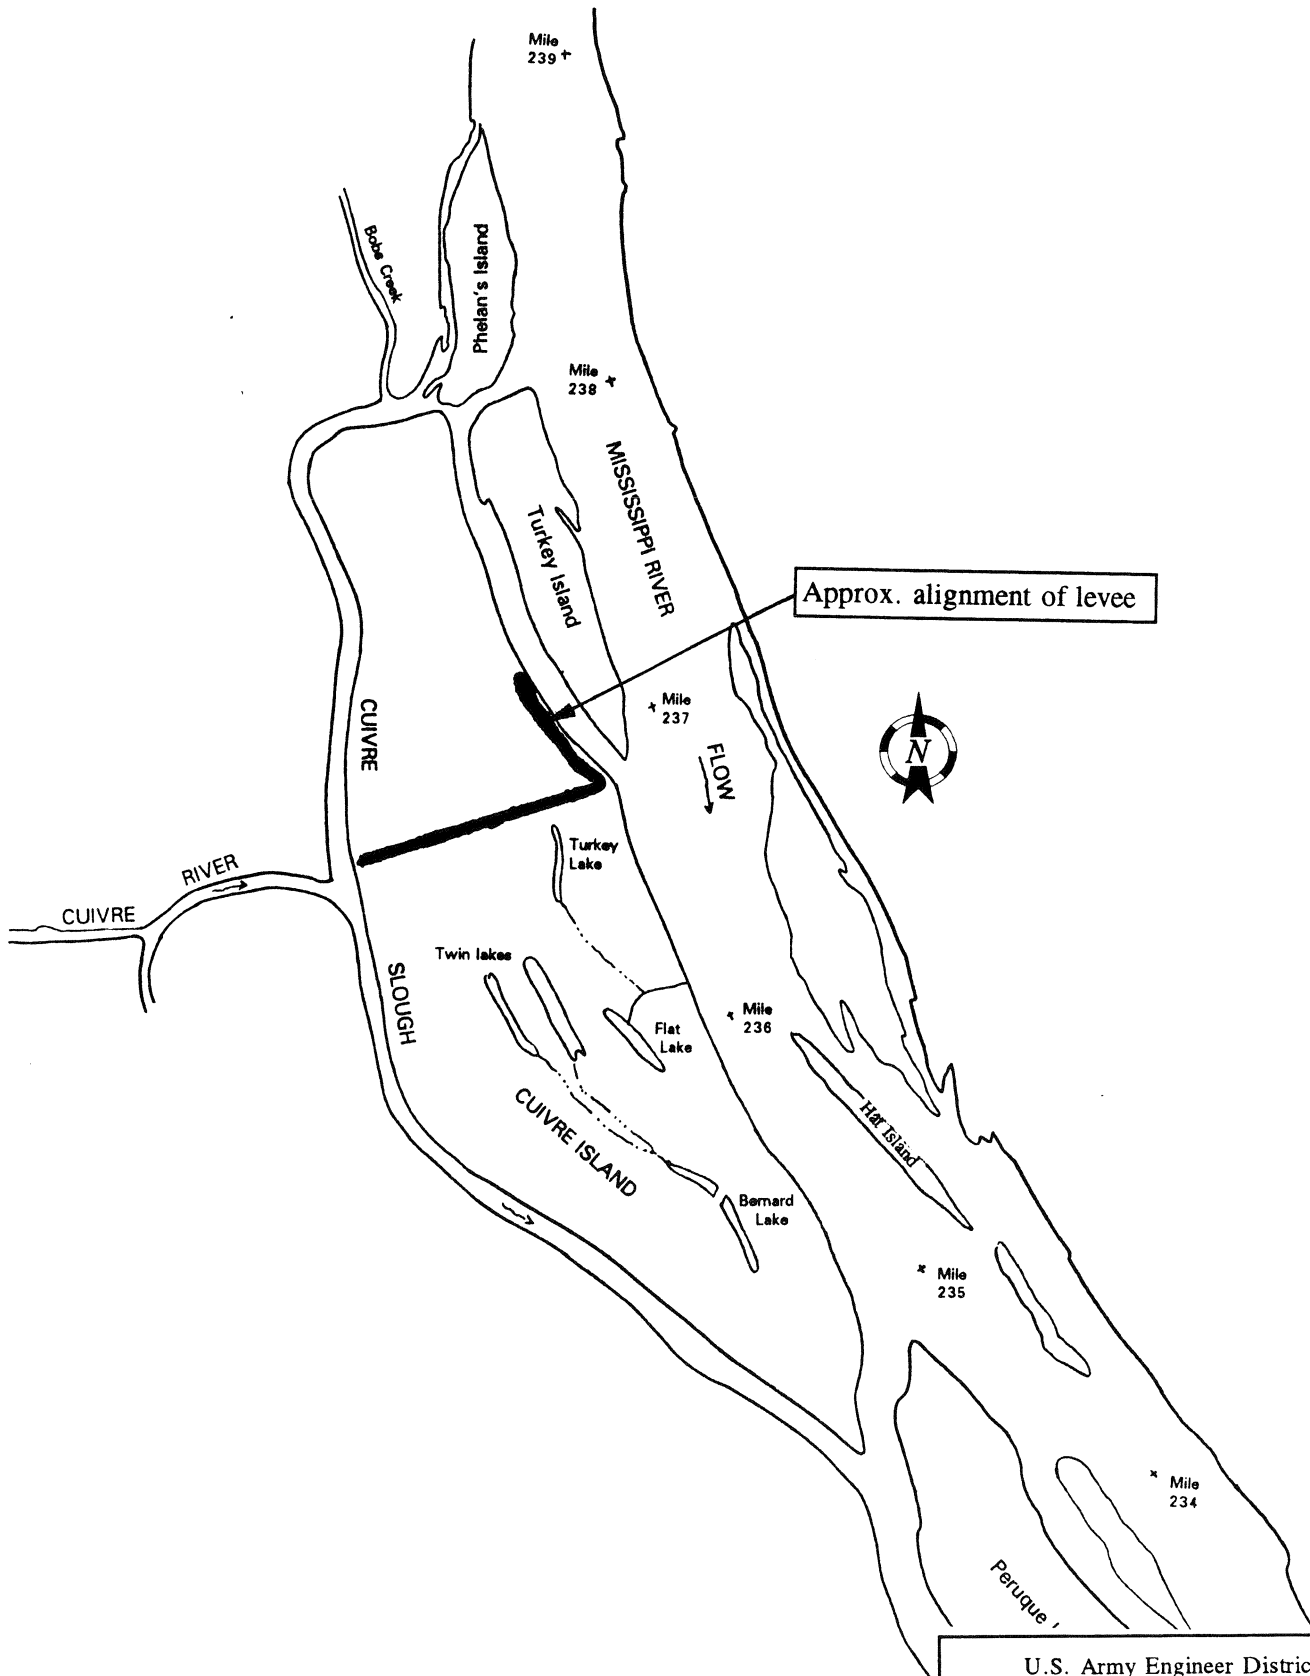 Mile
239
Bobs Creek
Phelan's Island
Mile
238
MISSISSIPPI RIVER
Turkey Island
Approx. alignment of levee
Mile
237
CUIVRE
FLOW
N
Turkey
Lake
RIVER
CUIVRE
Twin lakes
SLOUGH
Mile
236
Flat
Lake
CUIVRE ISLAND
Hat Island
Bernard
Lake
Mile
235
Mile
234
Peruque
U.S. Army Engineer Distric